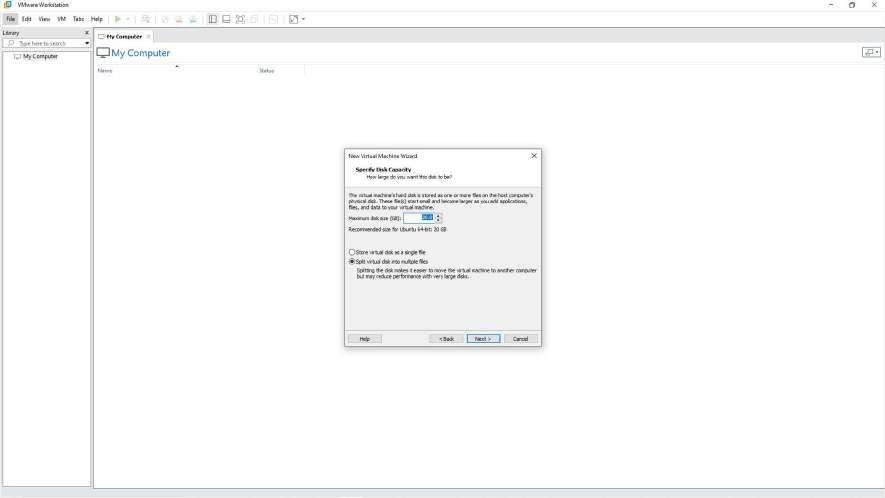 VMware Workstation
File Edit View VM Tabs Help
Library
Type here to search
My Computer
My Computer
My Computer
Name Status
New Virtual Machine Wizard
Specify Disk Capacity
How large do you want this disk to be?
The virtual machine's hard disk is stored as one or more files on the host computer's
physical disk. These file(s) start small and become larger as you add applications,
files, and data to your virtual machine.
Maximum disk size (GB):
Recommended size for Ubuntu 64-bit: 20 GB
Store virtual disk as a single file
Split virtual disk into multiple files
Splitting the disk makes it easier to move the virtual machine to another computer
but may reduce performance with very large disks.
Help < Back Next > Cancel